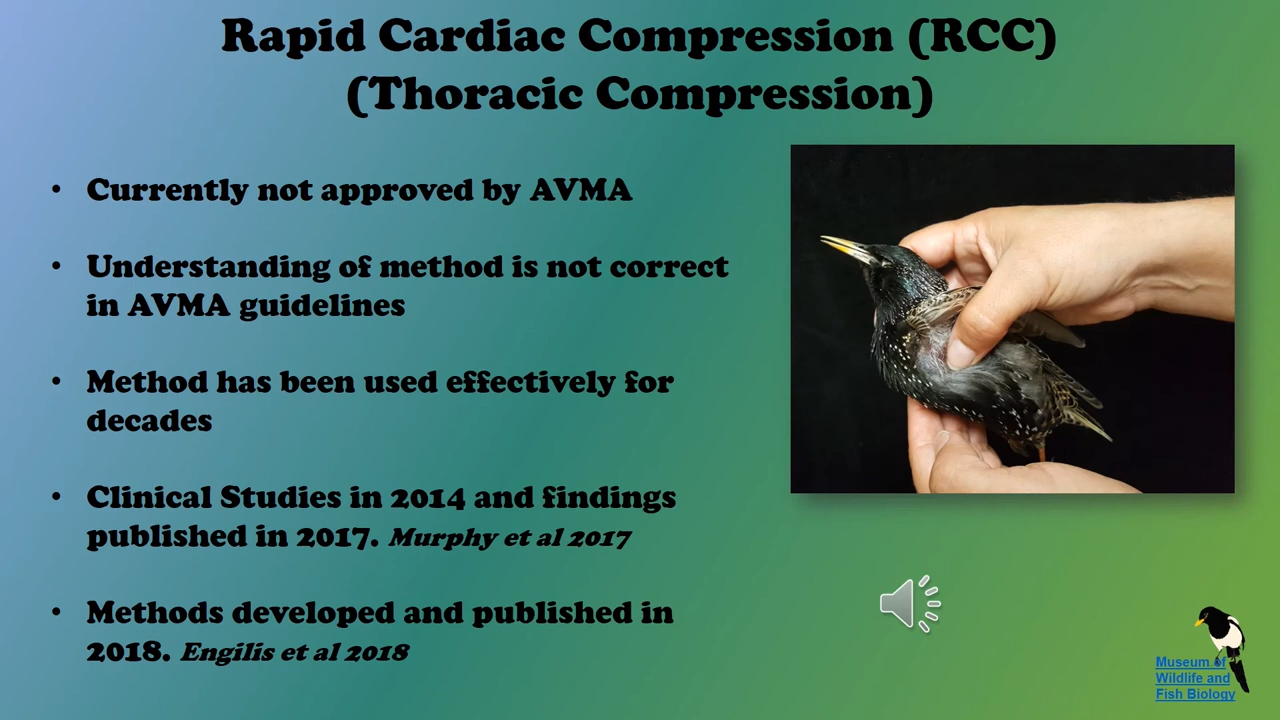 Rapid Cardiac Compression (RCC)
(Thoracic Compression)
• Currently not approved by AVMA
• Understanding of method is not correct
in AVMA guidelines
• Method has been used effectively for
decades
• Clinical Studies in 2014 and findings
published in 2017. Murphy et al 2017
• Methods developed and published in
2018. Engilis et al 2018
Museum of
Wildlife and
Fish Biology